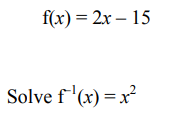 f(x) = 2x – 15
Solve f⁻¹(x) = x²